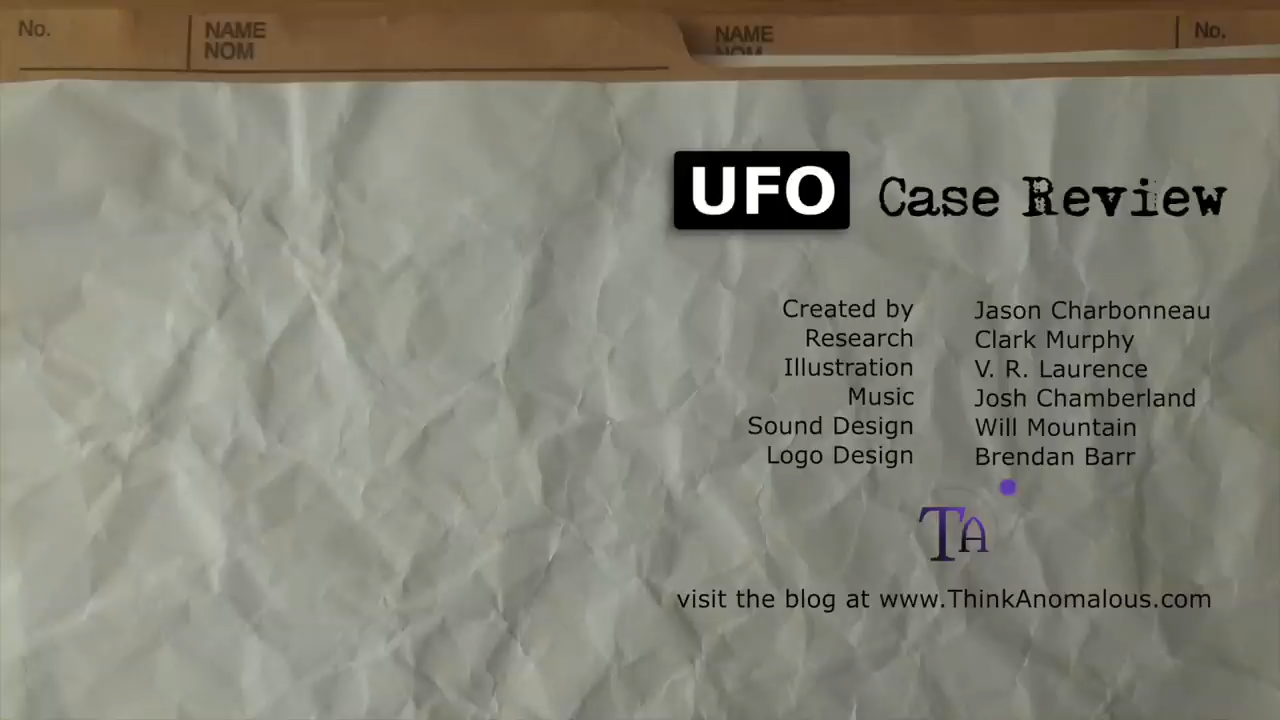 No.
NAME
NOM
NAME
NOM
No.
UFO Case Review
Created by Jason Charbonneau
Research Clark Murphy
Illustration V. R. Laurence
Music Josh Chamberland
Sound Design Will Mountain
Logo Design Brendan Barr
TA
visit the blog at www.ThinkAnomalous.com